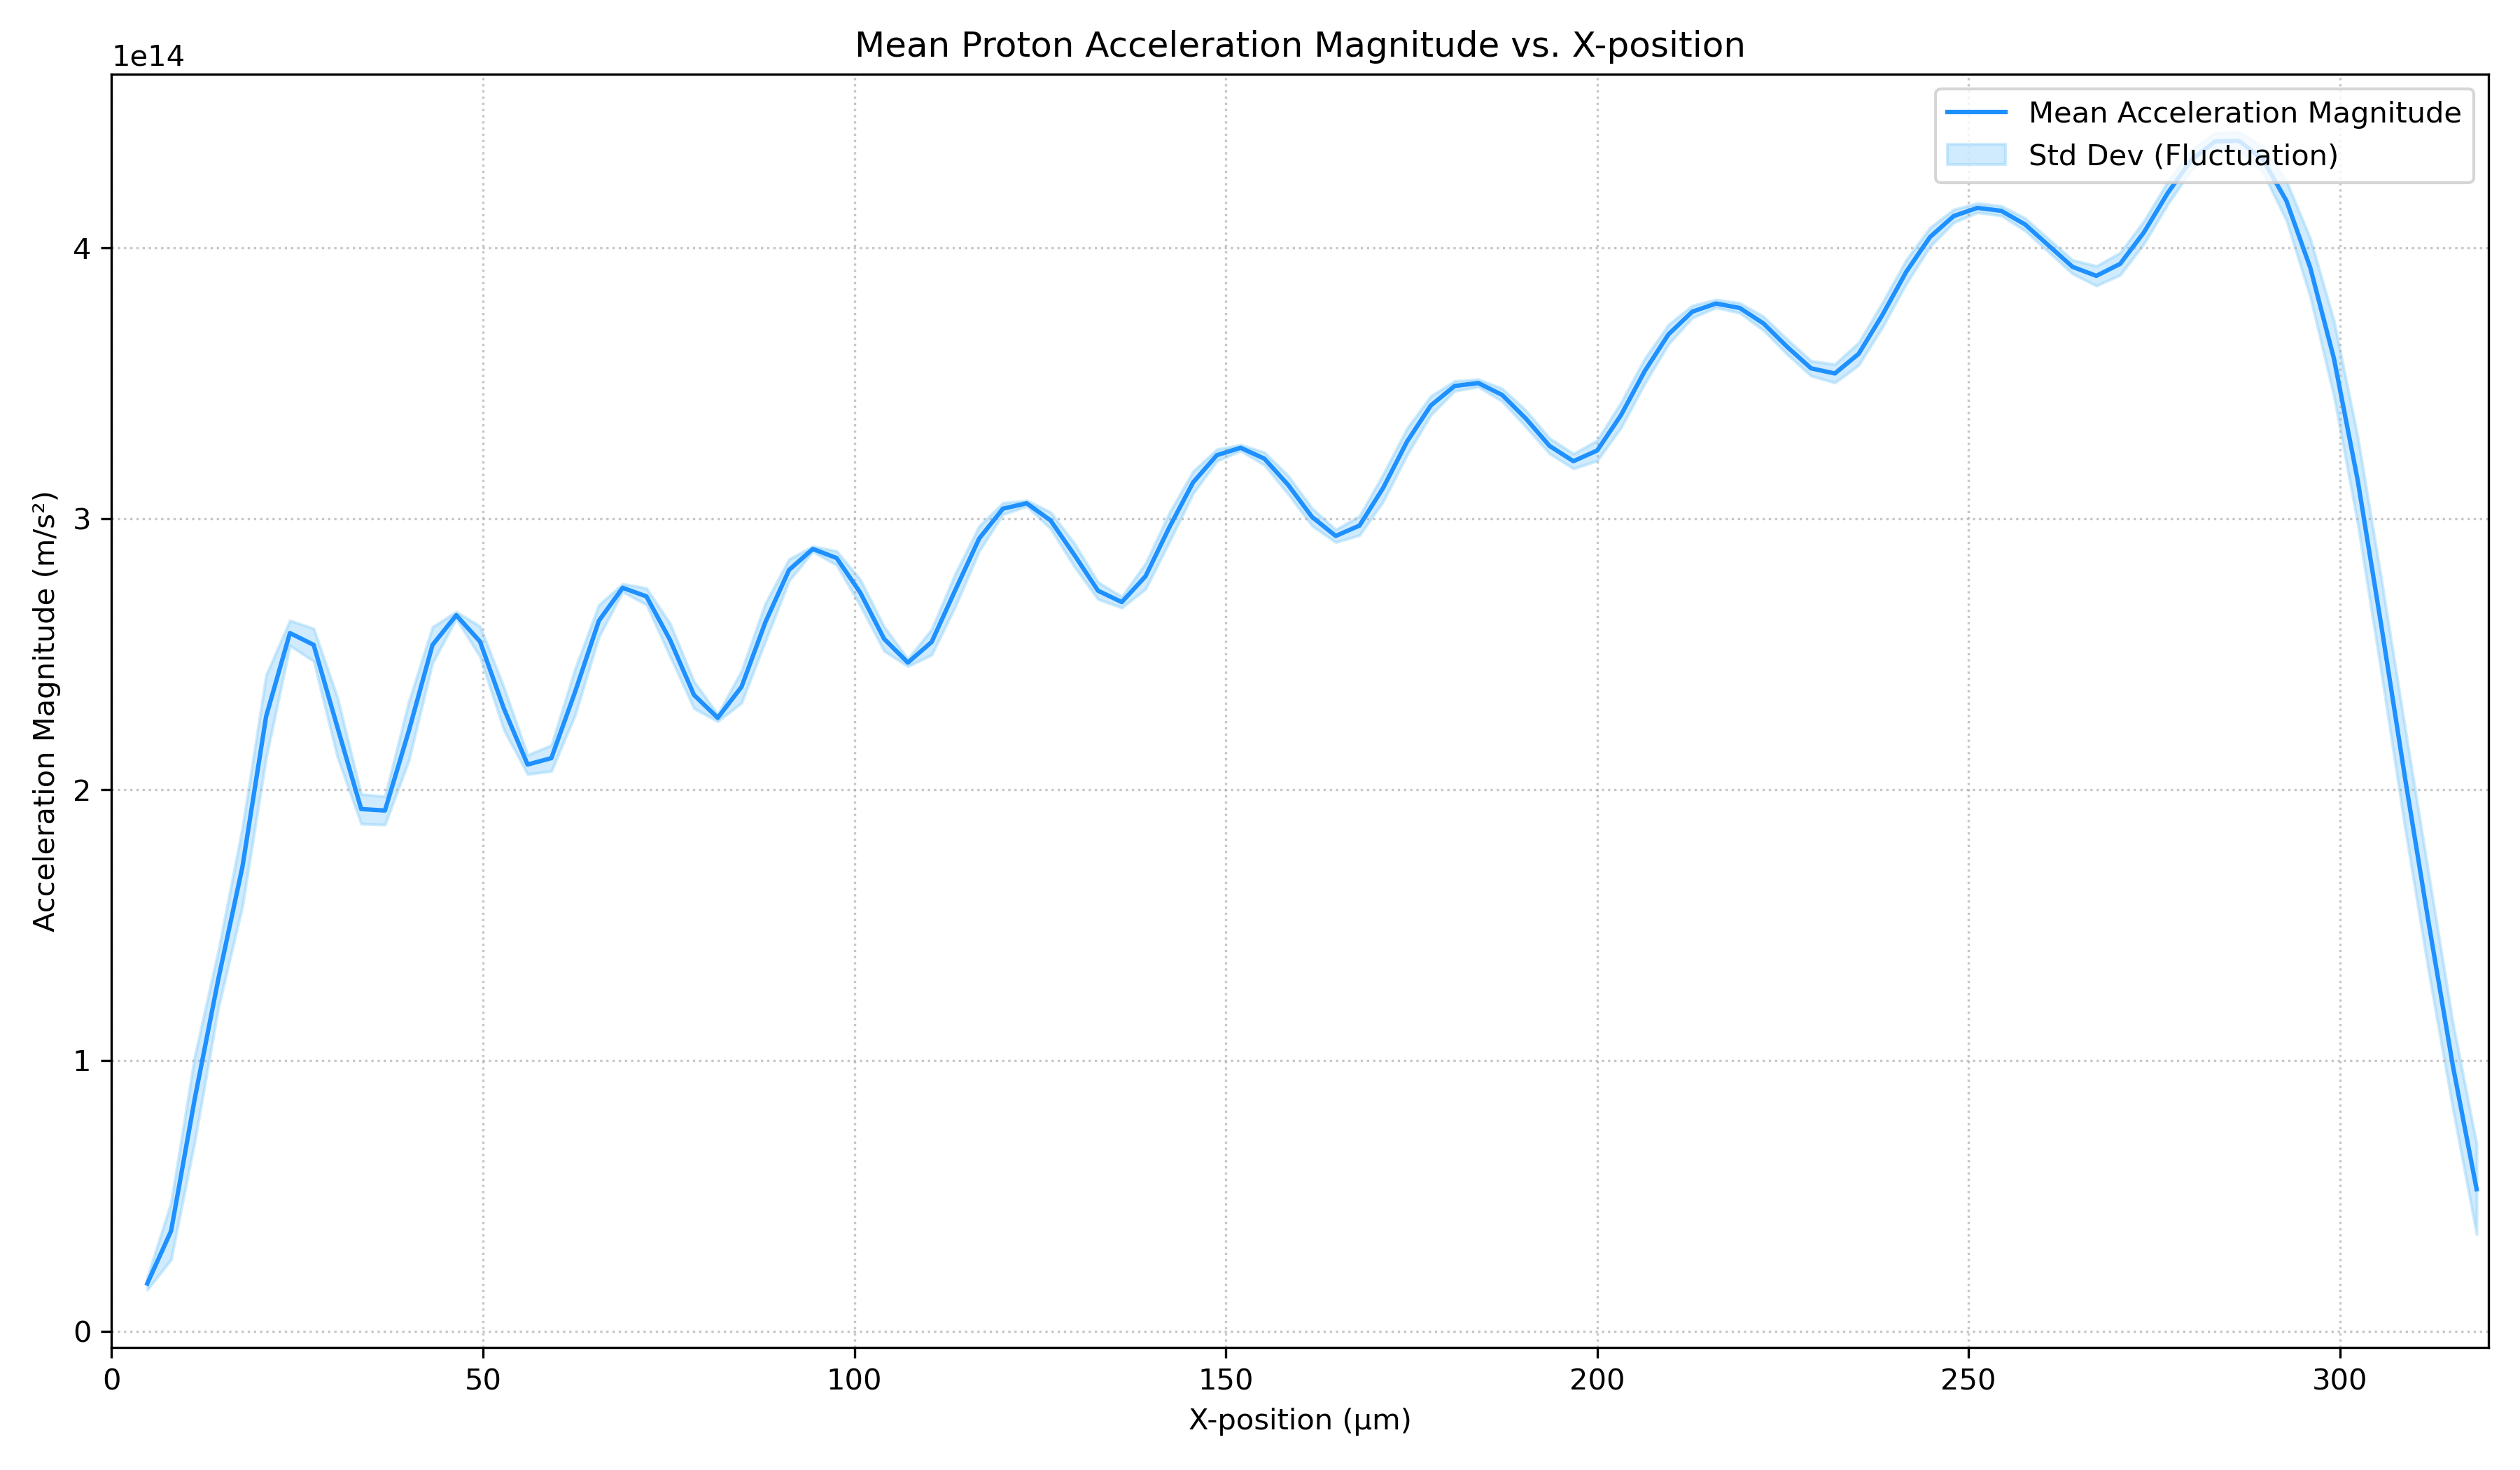 Mean Proton Acceleration Magnitude vs. X-position
1e14
Mean Acceleration Magnitude
Std Dev (Fluctuation)
Acceleration Magnitude (m/s²)
4
3
2
1
0
0 50 100 150 200 250 300
X-position (μm)